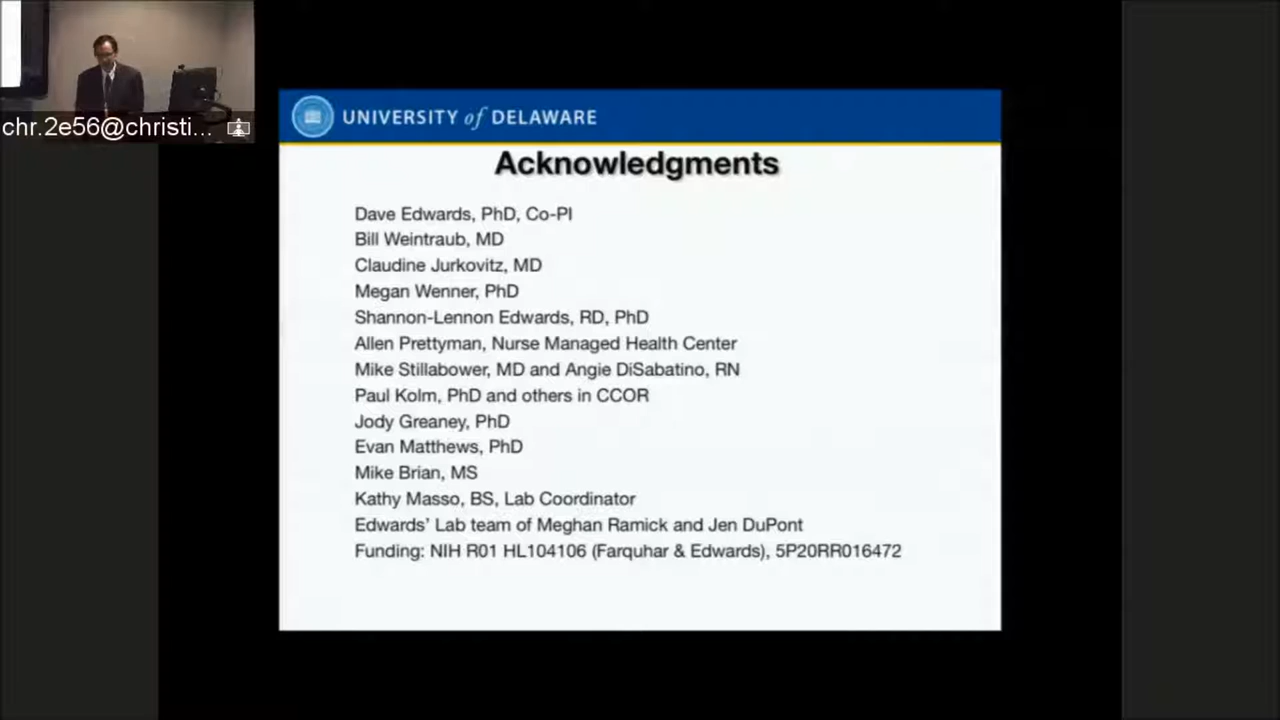 chr.2e56@christi...
UNIVERSITY of DELAWARE
Acknowledgments
Dave Edwards, PhD, Co-PI
Bill Weintraub, MD
Claudine Jurkovitz, MD
Megan Wenner, PhD
Shannon-Lennon Edwards, RD, PhD
Allen Prettyman, Nurse Managed Health Center
Mike Stillabower, MD and Angie DiSabatino, RN
Paul Kolm, PhD and others in CCOR
Jody Greaney, PhD
Evan Matthews, PhD
Mike Brian, MS
Kathy Masso, BS, Lab Coordinator
Edwards’ Lab team of Meghan Ramick and Jen DuPont
Funding: NIH R01 HL104106 (Farquhar & Edwards), 5P20RR016472